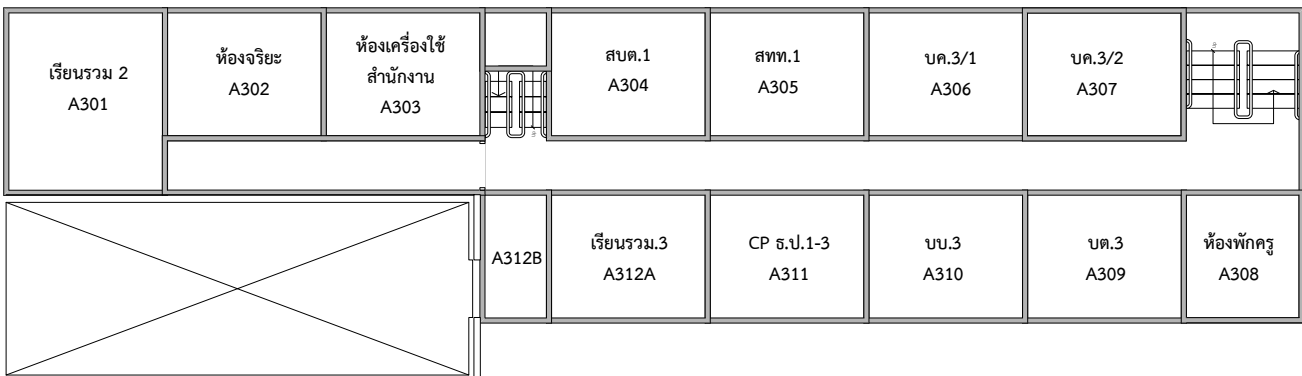 เรียนรวม 2
A301
ห้องจริยะ
A302
ห้องเครื่องใช้
สำนักงาน
A303
สบต.1
A304
สทท.1
A305
บค.3/1
A306
บค.3/2
A307
A312B
เรียนรวม.3
A312A
CP ธ.ป.1-3
A311
บบ.3
A310
บต.3
A309
ห้องพักครู
A308